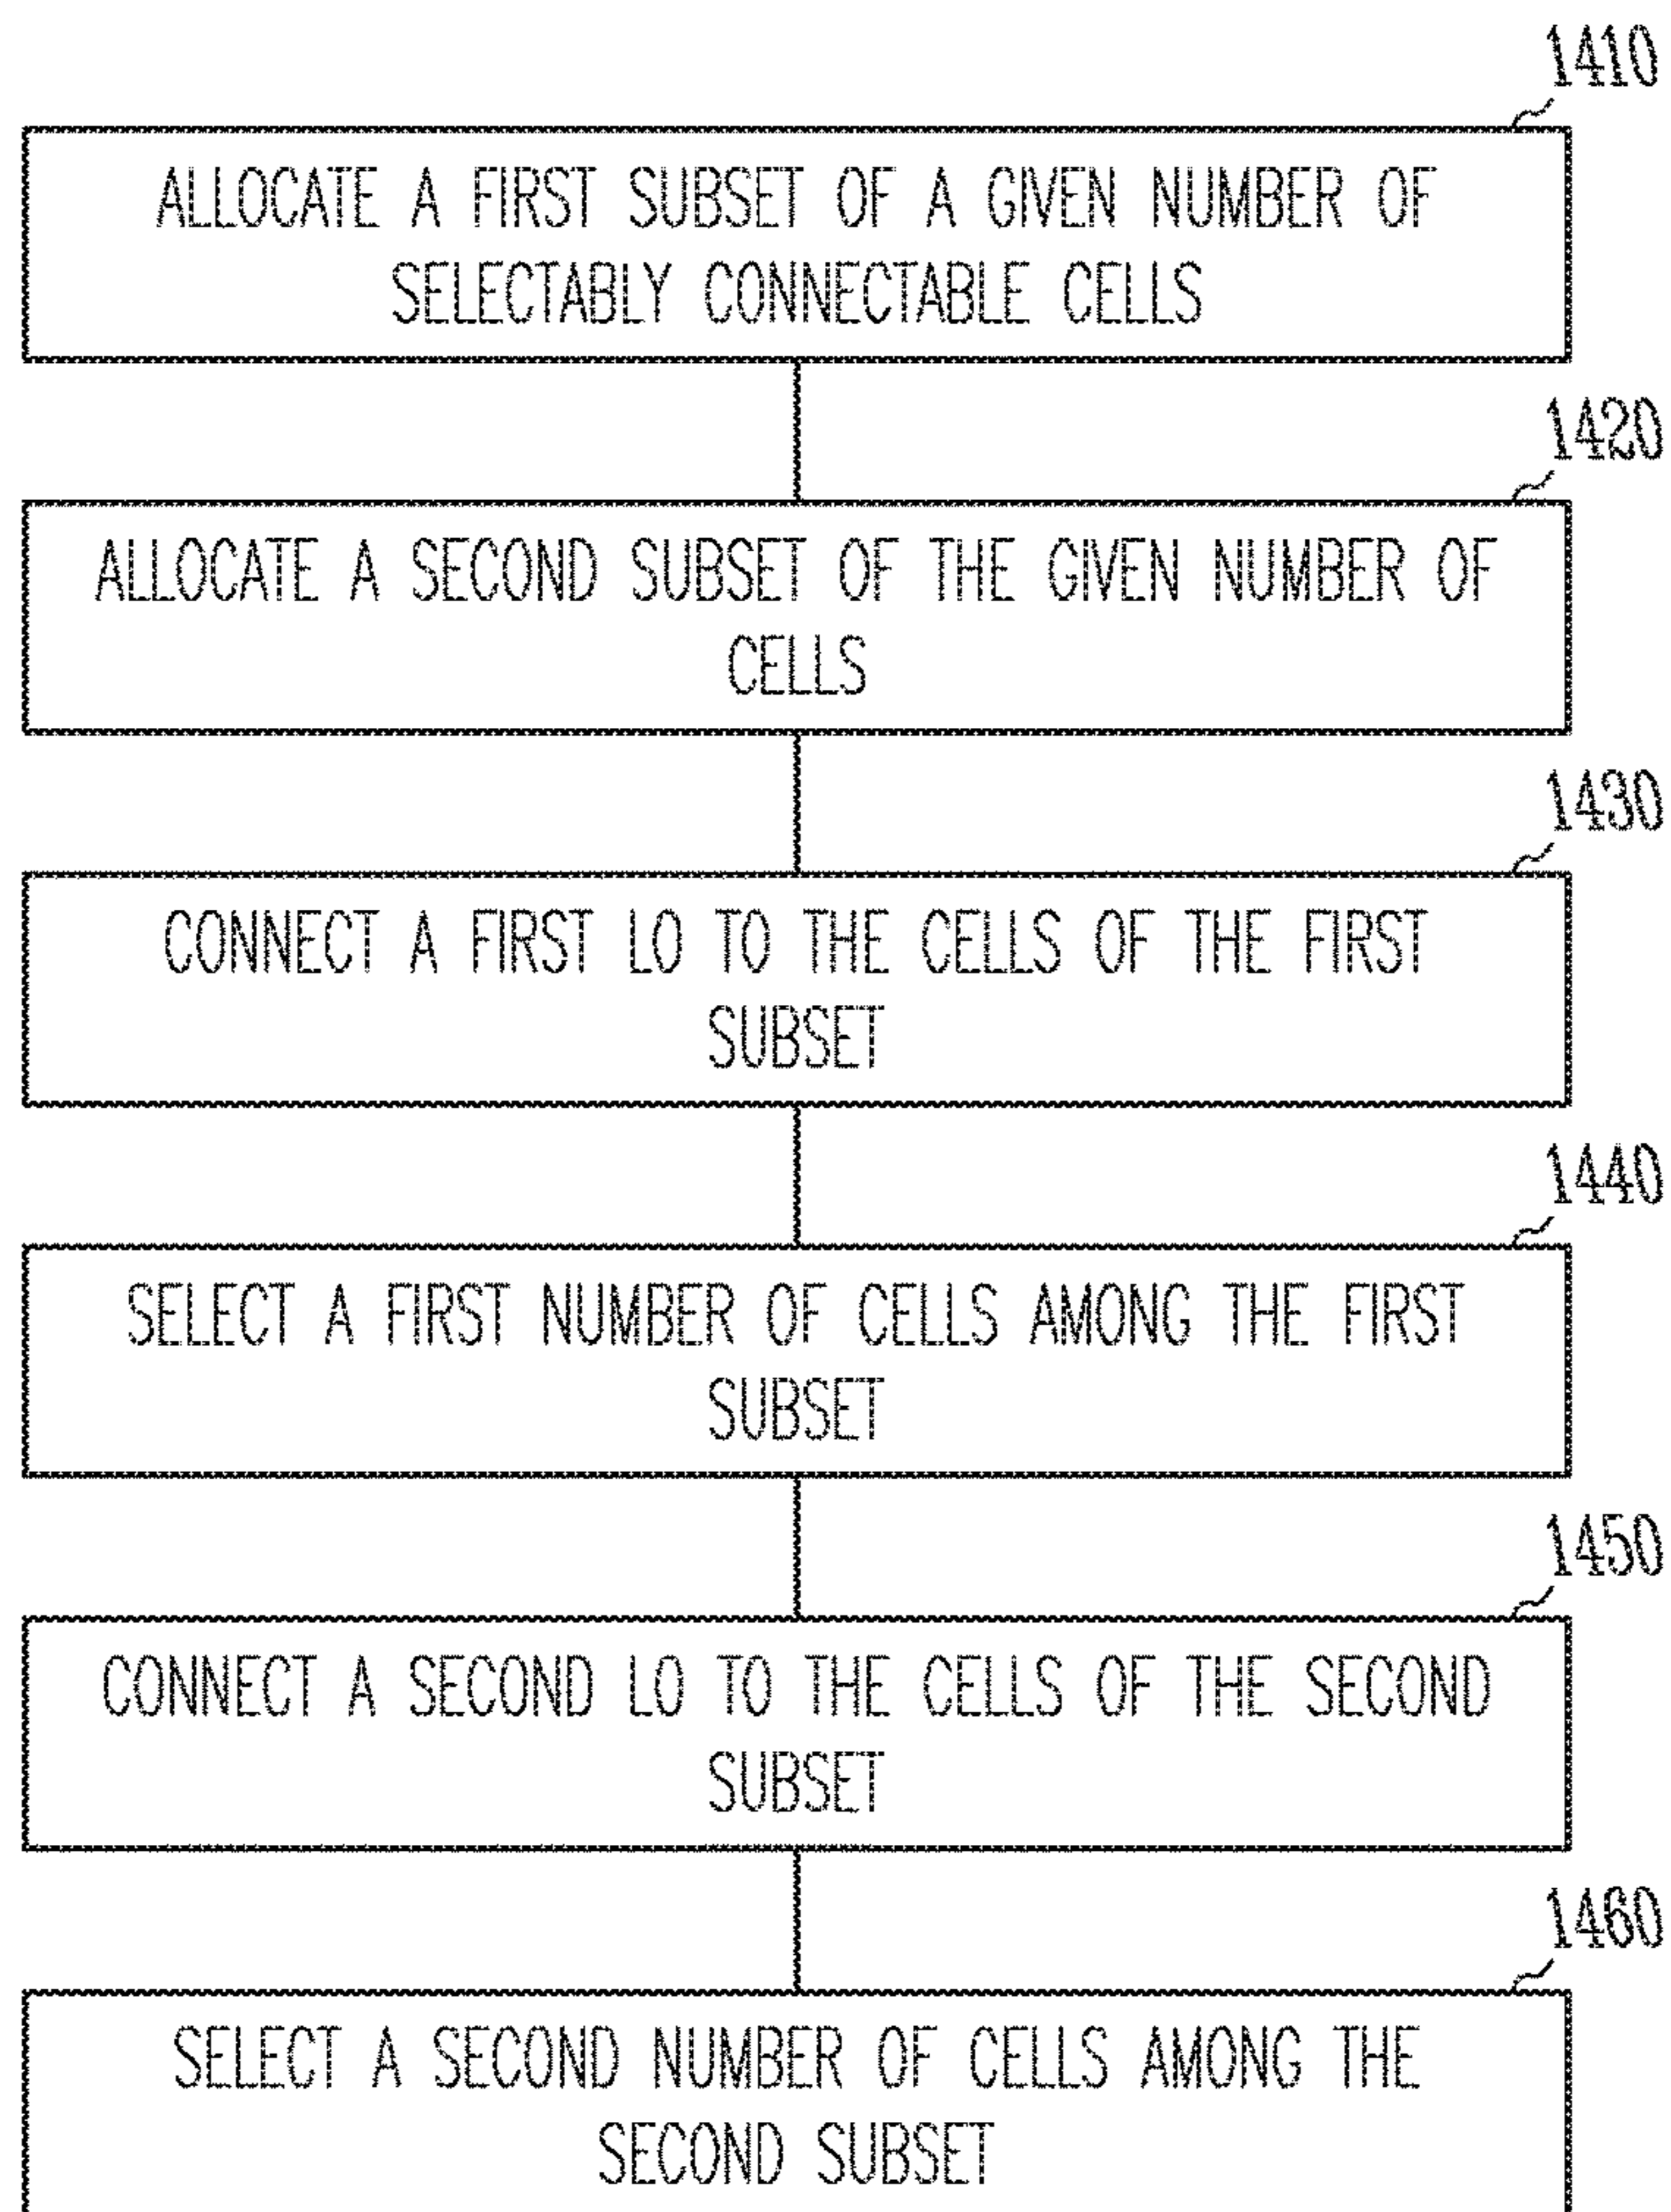 1410
ALLOCATE A FIRST SUBSET OF A GIVEN NUMBER OF
SELECTABLY CONNECTABLE CELLS
1420
ALLOCATE A SECOND SUBSET OF THE GIVEN NUMBER OF
CELLS
1430
CONNECT A FIRST LO TO THE CELLS OF THE FIRST
SUBSET
1440
SELECT A FIRST NUMBER OF CELLS AMONG THE FIRST
SUBSET
1450
CONNECT A SECOND LO TO THE CELLS OF THE SECOND
SUBSET
1460
SELECT A SECOND NUMBER OF CELLS AMONG THE
SECOND SUBSET